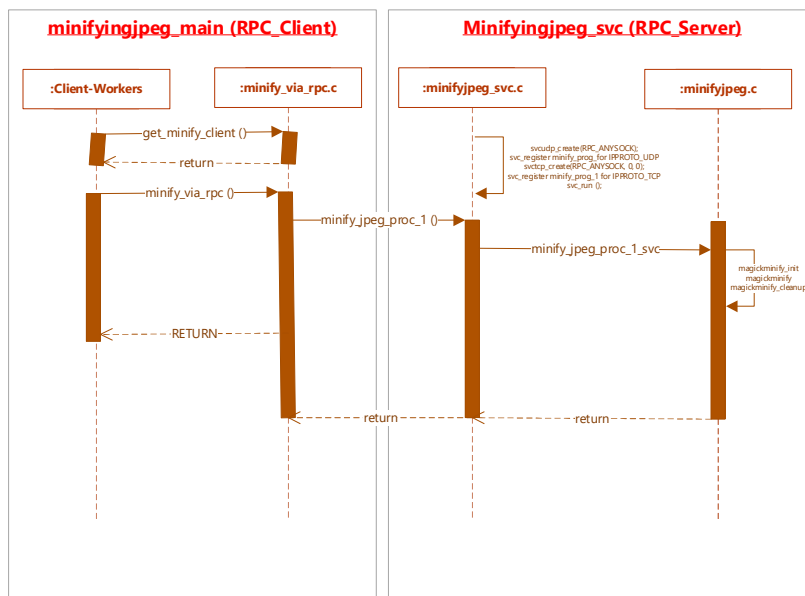 minifyingjpeg_main (RPC_Client)
Minifyingjpeg_svc (RPC_Server)
:Client-Workers
:minify_via_rpc.c
:minifyjpeg_svc.c
:minifyjpeg.c
get_minify_client ()
return
svcudp_create(RPC_ANYSOCK);
svc_register minify_prog_for IPPROTO_UDP
svctcp_create(RPC_ANYSOCK, 0, 0);
svc_register minify_prog_1 for IPPROTO_TCP
svc_run ();
minify_via_rpc ()
minify_jpeg_proc_1 ()
minify_jpeg_proc_1_svc
magickminify_init
magickminify
magickminify_cleanup
RETURN
return
return